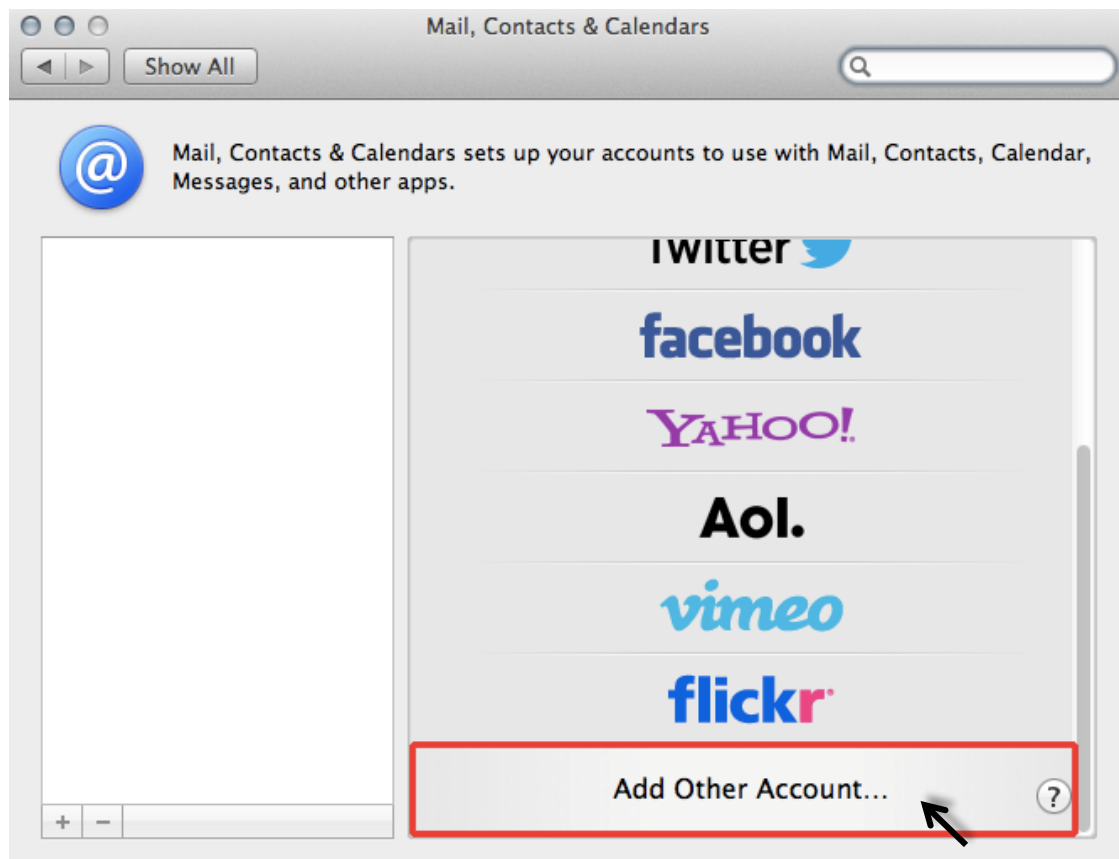 Mail, Contacts & Calendars
Show All
@
Mail, Contacts & Calendars sets up your accounts to use with Mail, Contacts, Calendar,
Messages, and other apps.
Twitter
facebook
YAHOO!
Aol.
vimeo
flickr
Add Other Account...
?
+ −